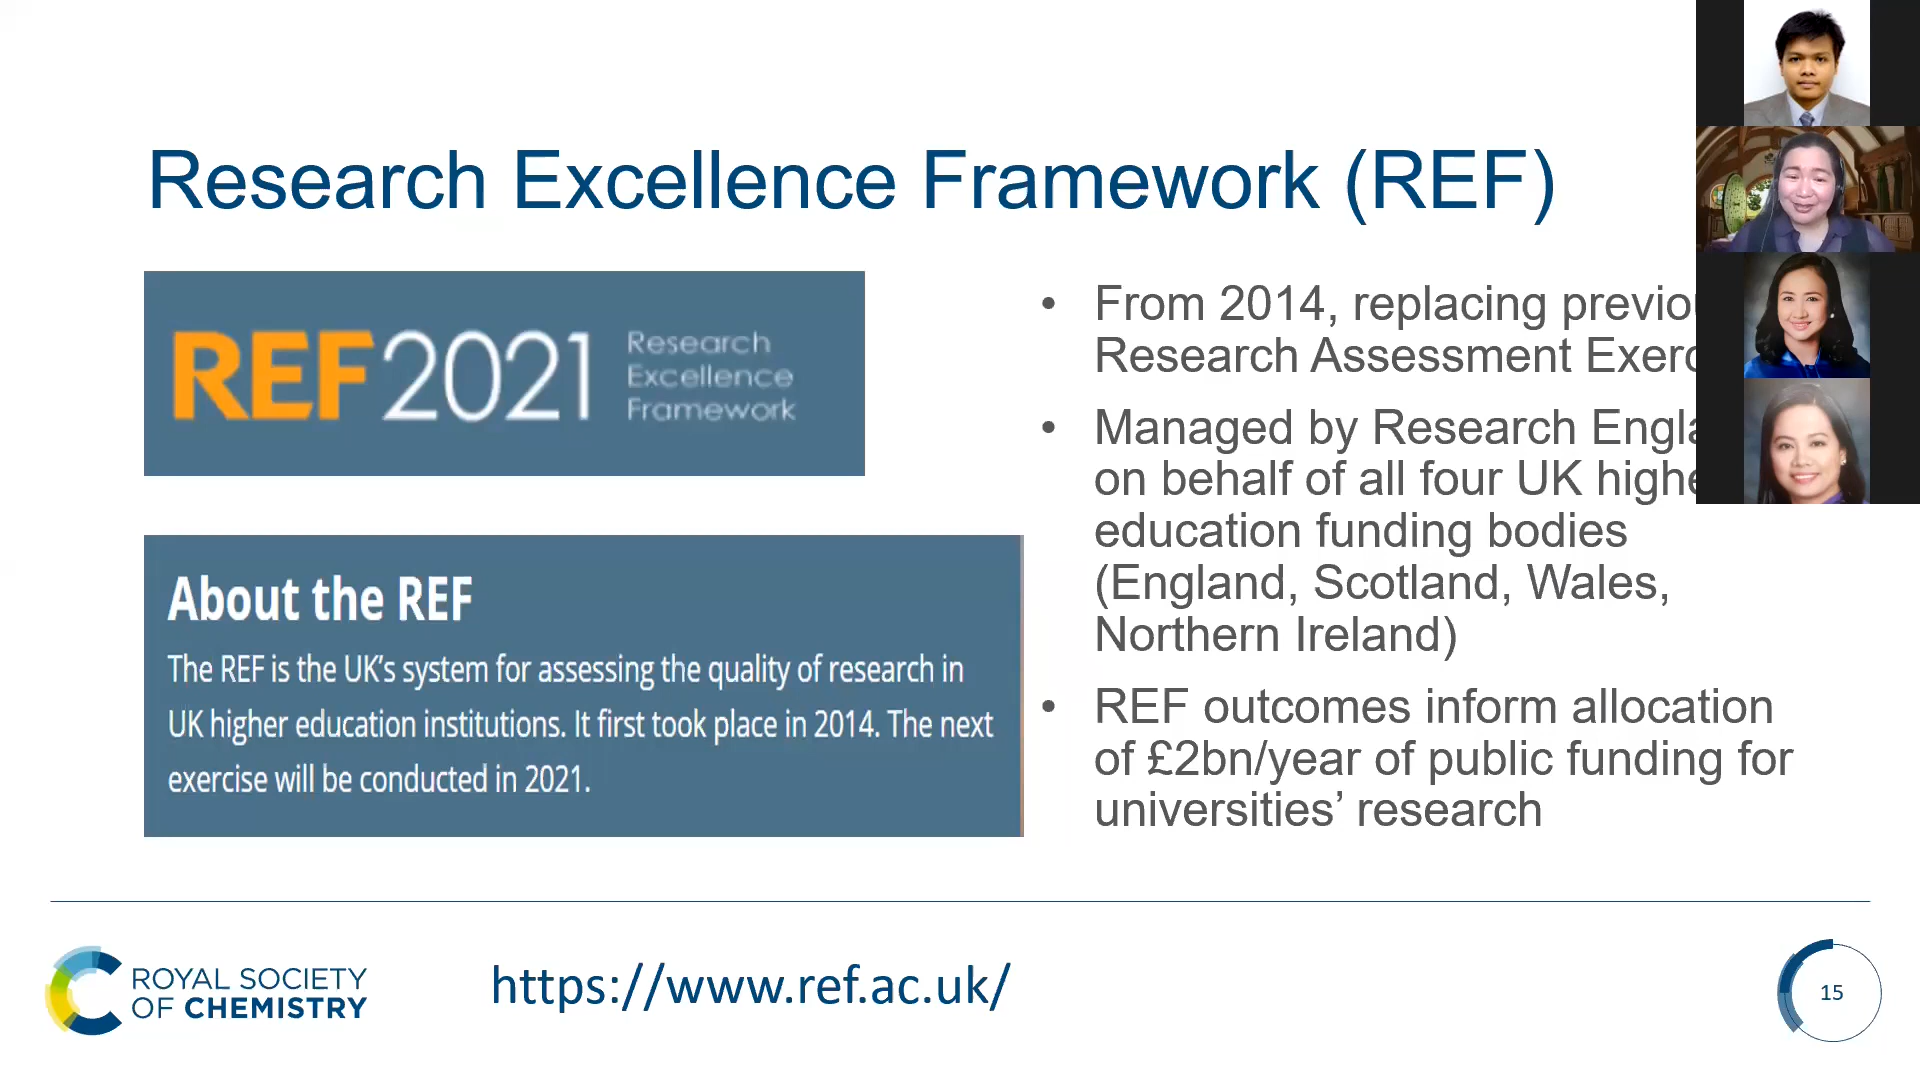 Research Excellence Framework (REF)
REF2021
Research
Excellence
Framework
About the REF
The REF is the UK's system for assessing the quality of research in
UK higher education institutions. It first took place in 2014. The next
exercise will be conducted in 2021.
• From 2014, replacing
Research Assessment
• Managed by Research
on behalf of all four UK
education funding bodies
(England, Scotland, Wales,
Northern Ireland)
• REF outcomes inform allocation
of £2bn/year of public funding for
universities’ research
ROYAL SOCIETY
OF CHEMISTRY
https://www.ref.ac.uk/
15